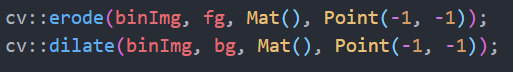 cv::erode(binImg, fg, Mat(), Point(-1, -1));
cv::dilate(binImg, bg, Mat(), Point(-1, -1));